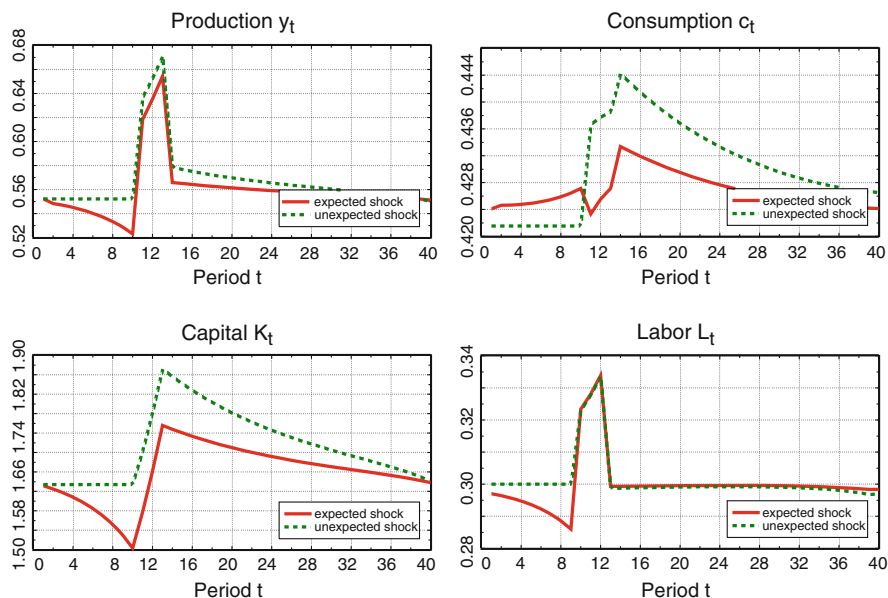 Production yt
0.68
0.64
0.60
0.56
0.52
expected shock
unexpected shock
0 4 8 12 16 20 24 28 32 36 40
Period t
Consumption ct
0.444
0.436
0.428
0.420
expected shock
unexpected shock
0 4 8 12 16 20 24 28 32 36 40
Period t
Capital Kt
1.90
1.82
1.74
1.66
1.58
1.50
expected shock
unexpected shock
0 4 8 12 16 20 24 28 32 36 40
Period t
Labor Lt
0.34
0.32
0.30
0.28
expected shock
unexpected shock
0 4 8 12 16 20 24 28 32 36 40
Period t